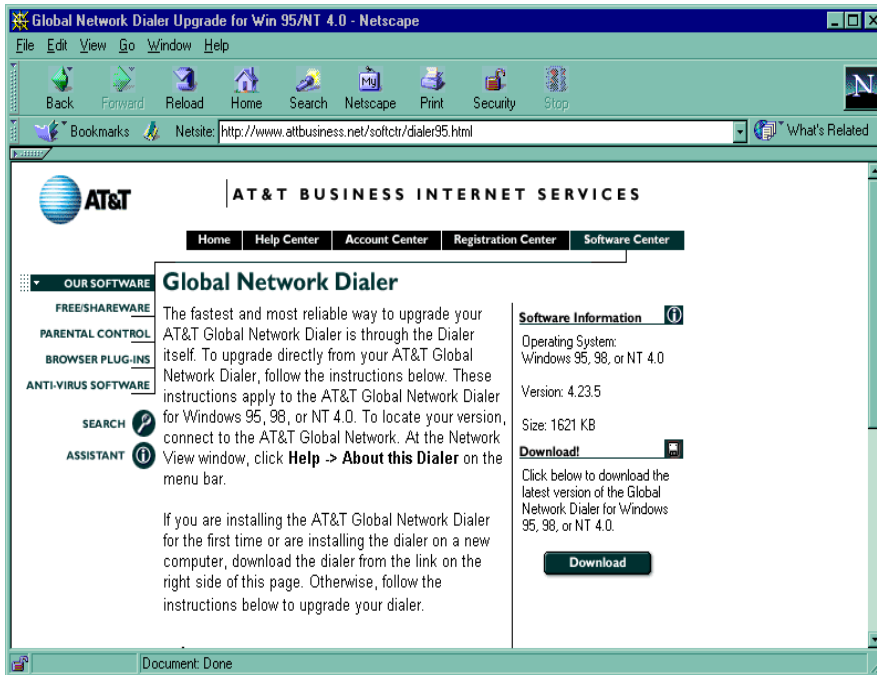 Global Network Dialer Upgrade for Win 95/NT 4.0 - Netscape
File Edit View Go Window Help
Back Forward Reload Home Search Netscape Print Security Stop
My
N
Bookmarks Netsite: http://www.attbusiness.net/softctr/dialer95.html What's Related
AT&T
AT&T BUSINESS INTERNET SERVICES
Home Help Center Account Center Registration Center Software Center
OUR SOFTWARE
FREE/SHAREWARE
PARENTAL CONTROL
BROWSER PLUG-INS
ANTI-VIRUS SOFTWARE
SEARCH
ASSISTANT
Global Network Dialer
The fastest and most reliable way to upgrade your
AT&T Global Network Dialer is through the Dialer
itself. To upgrade directly from your AT&T Global
Network Dialer, follow the instructions below. These
instructions apply to the AT&T Global Network Dialer
for Windows 95, 98, or NT 4.0. To locate your version,
connect to the AT&T Global Network. At the Network
View window, click Help -> About this Dialer on the
menu bar.
If you are installing the AT&T Global Network Dialer
for the first time or are installing the dialer on a new
computer, download the dialer from the link on the
right side of this page. Otherwise, follow the
instructions below to upgrade your dialer.
Software Information
Operating System:
Windows 95, 98, or NT 4.0
Version: 4.23.5
Size: 1621 KB
Download!
Click below to download the
latest version of the Global
Network Dialer for Windows
95, 98, or NT 4.0.
Download
Document: Done